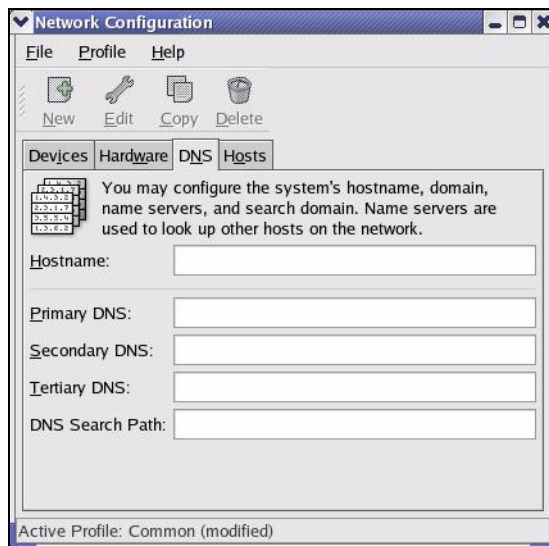 Network Configuration
File Profile Help
New Edit Copy Delete
Devices Hardware DNS Hosts
You may configure the system's hostname, domain,
name servers, and search domain. Name servers are
used to look up other hosts on the network.
Hostname:
Primary DNS:
Secondary DNS:
Tertiary DNS:
DNS Search Path:
Active Profile: Common (modified)